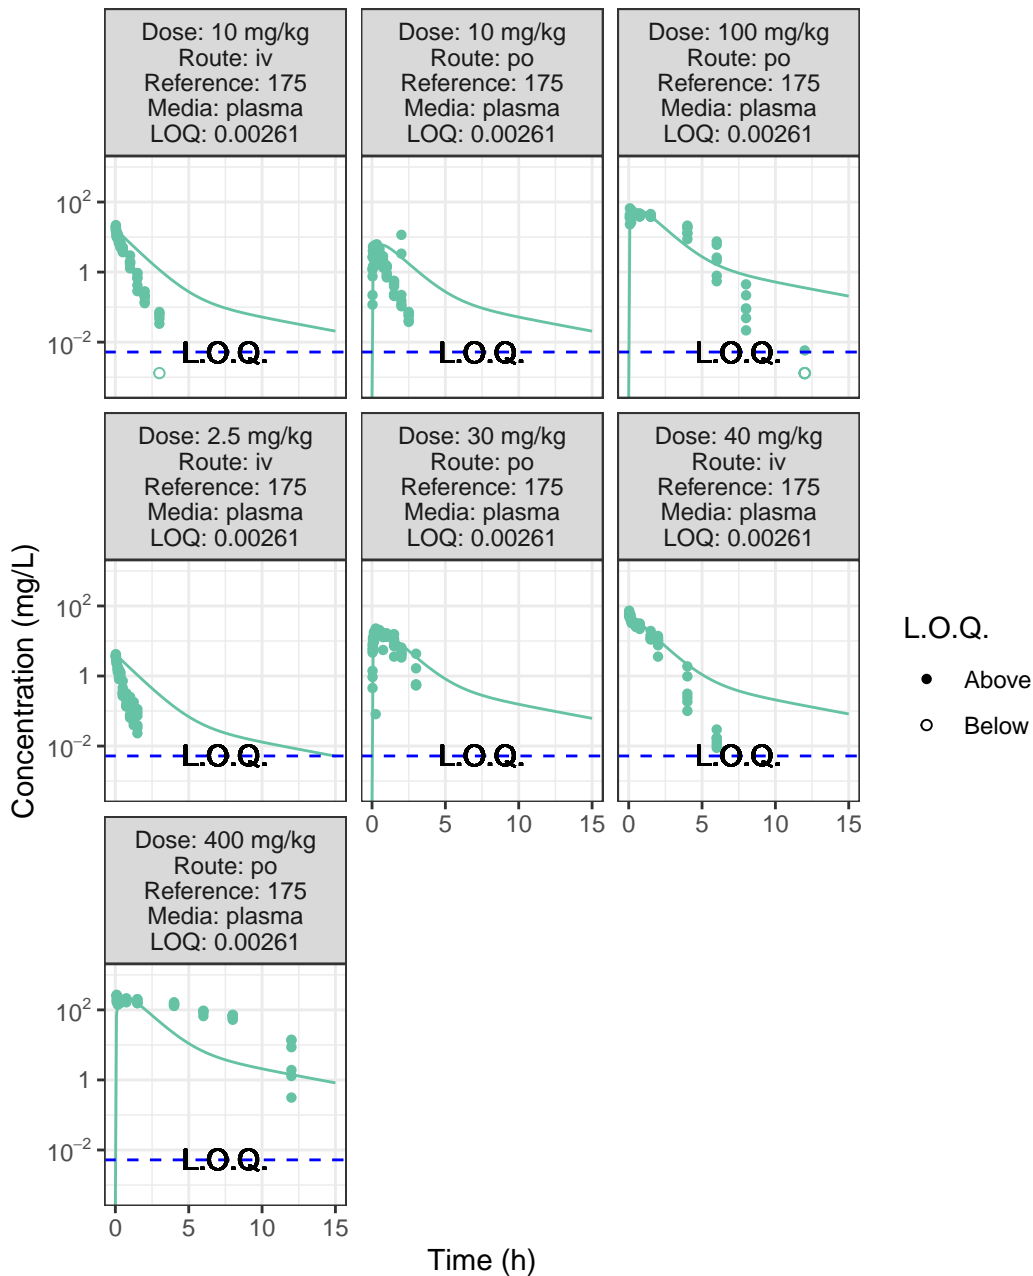 Dose: 10 mg/kg
Route: iv
Reference: 175
Media: plasma
LOQ: 0.00261
Dose: 10 mg/kg
Route: po
Reference: 175
Media: plasma
LOQ: 0.00261
Dose: 100 mg/kg
Route: po
Reference: 175
Media: plasma
LOQ: 0.00261
10²
1
10⁻²
L.O.Q.
L.O.Q.
L.O.Q.
Dose: 2.5 mg/kg
Route: iv
Reference: 175
Media: plasma
LOQ: 0.00261
Dose: 30 mg/kg
Route: po
Reference: 175
Media: plasma
LOQ: 0.00261
Dose: 40 mg/kg
Route: iv
Reference: 175
Media: plasma
LOQ: 0.00261
10²
1
10⁻²
L.O.Q.
L.O.Q.
L.O.Q.
0 5 10 15
0 5 10 15
Dose: 400 mg/kg
Route: po
Reference: 175
Media: plasma
LOQ: 0.00261
10²
1
10⁻²
L.O.Q.
0 5 10 15
Time (h)
Concentration (mg/L)
L.O.Q.
Above
Below